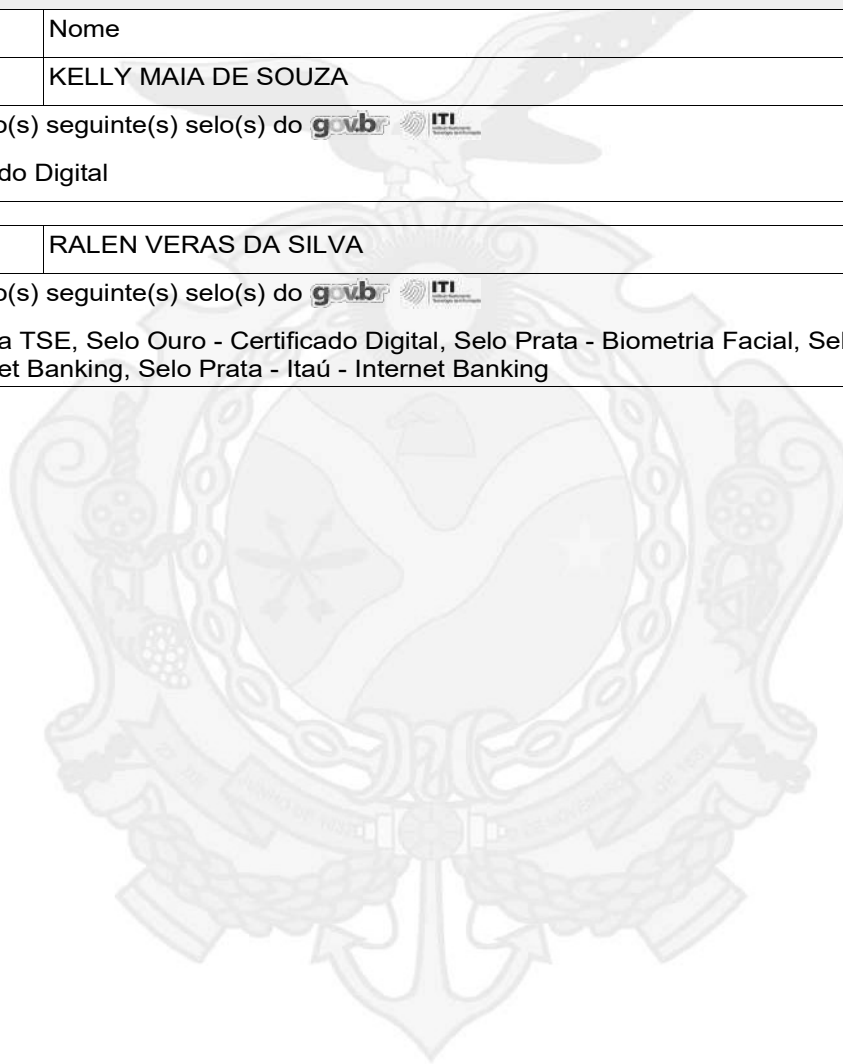 Nome
KELLY MAIA DE SOUZA
o(s) seguinte(s) selo(s) do gov.br ITI
do Digital
RALEN VERAS DA SILVA
o(s) seguinte(s) selo(s) do gov.br ITI
a TSE, Selo Ouro - Certificado Digital, Selo Prata - Biometria Facial, Sel
et Banking, Selo Prata - Itaú - Internet Banking